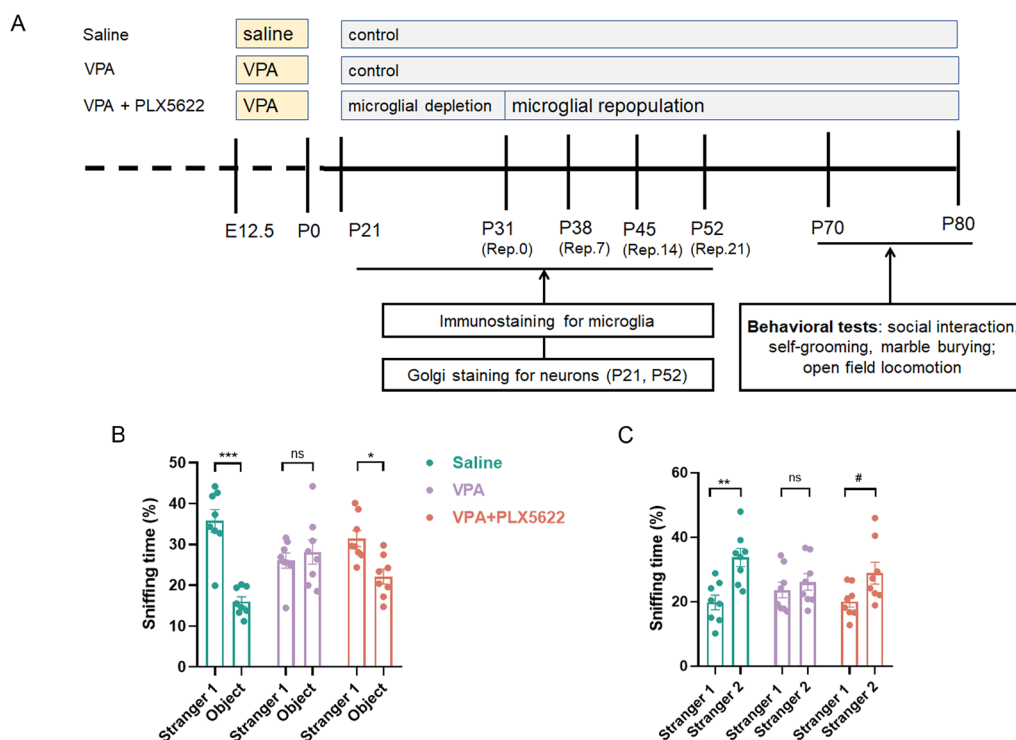 A
Saline
saline
control
VPA
VPA
control
VPA + PLX5622
VPA
microglial depletion
microglial repopulation
E12.5
P0
P21
P31
P38
P45
P52
P70
P80
(Rep.0)
(Rep.7)
(Rep.14)
(Rep.21)
Immunostaining for microglia
Golgi staining for neurons (P21, P52)
Behavioral tests: social interaction,
self-grooming, marble burying;
open field locomotion
B
Sniffing time (%)
50
40
30
20
10
0
***
ns
*
Stranger 1
Object
Stranger 1
Object
Stranger 1
Object
Saline
VPA
VPA+PLX5622
C
Sniffing time (%)
60
40
20
0
**
ns
#
Stranger 1
Stranger 2
Stranger 1
Stranger 2
Stranger 1
Stranger 2